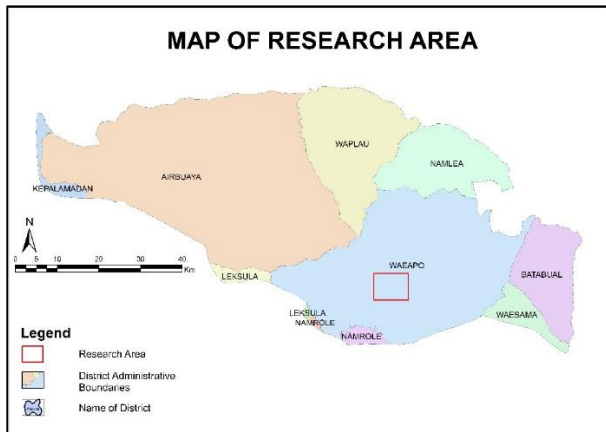 MAP OF RESEARCH AREA
WAPLAU
NAMLEA
AIRBUAYA
KEPALAMADAN
N
WAEAPO
BATABUAL
0 5 10 20 30 40
Km
LEKSULA
LEKSULA
NAMROLE
WAESAMA
NAMROLE
Legend
Research Area
District Administrative
Boundaries
Name of District